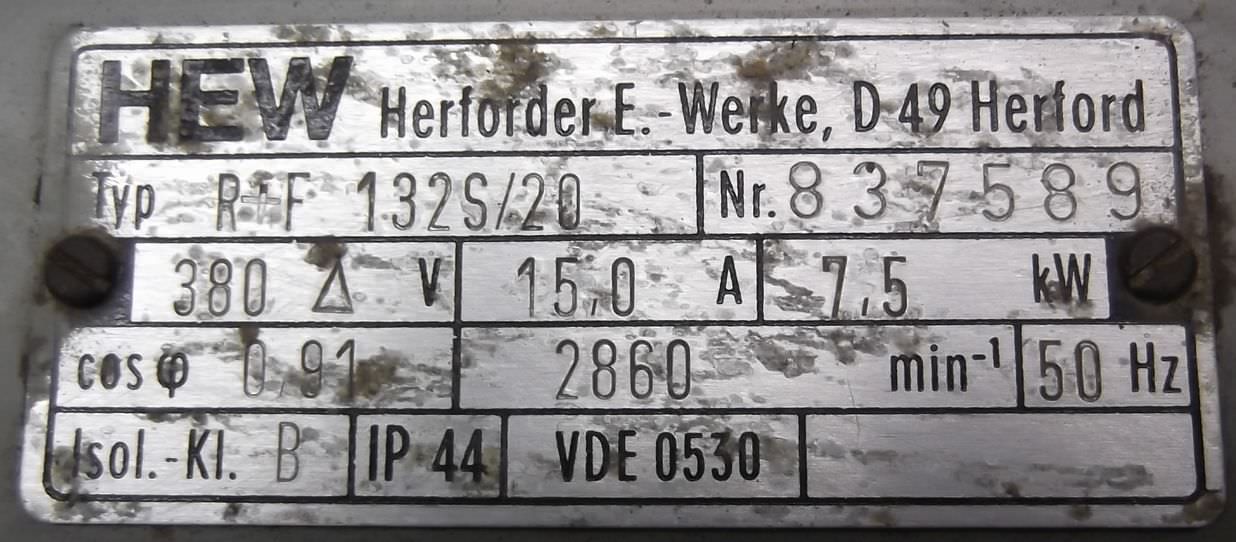 HEW Herforder E.-Werke, D 49 Herford
Typ R+F 132S/20 Nr. 837589
380 Δ V 15,0 A 7,5 kW
cos φ 0,91 2860 min⁻¹ 50 Hz
Isol.-Kl. B IP 44 VDE 0530